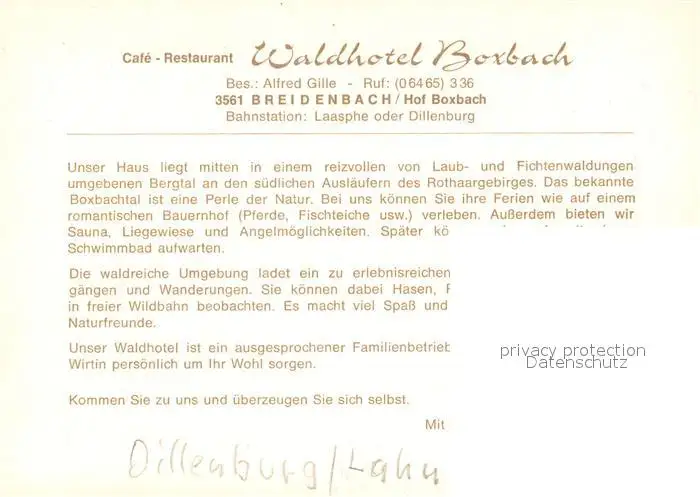 Café - Restaurant Waldhotel Boxbach
Bes.: Alfred Gille - Ruf: (0 64 65) 3 36
3561 BREIDENBACH / Hof Boxbach
Bahnstation: Laasphe oder Dillenburg
Unser Haus liegt mitten in einem reizvollen von Laub- und Fichtenwaldungen
umgebenen Bergtal an den südlichen Ausläufern des Rothaargebirges. Das bekannte
Boxbachtal ist eine Perle der Natur. Bei uns können Sie ihre Ferien wie auf einem
romantischen Bauernhof (Pferde, Fischteiche usw.) verleben. Außerdem bieten wir
Sauna, Liegewiese und Angelmöglichkeiten. Später kö
Schwimmbad aufwarten.
Die waldreiche Umgebung ladet ein zu erlebnisreichen
gängen und Wanderungen. Sie können dabei Hasen,
in freier Wildbahn beobachten. Es macht viel Spaß und
Naturfreunde.
Unser Waldhotel ist ein ausgesprochener Familienbetrieb
Wirtin persönlich um Ihr Wohl sorgen.
privacy protection
Datenschutz
Kommen Sie zu uns und überzeugen Sie sich selbst.
Mit
Dillenburg/Lahn